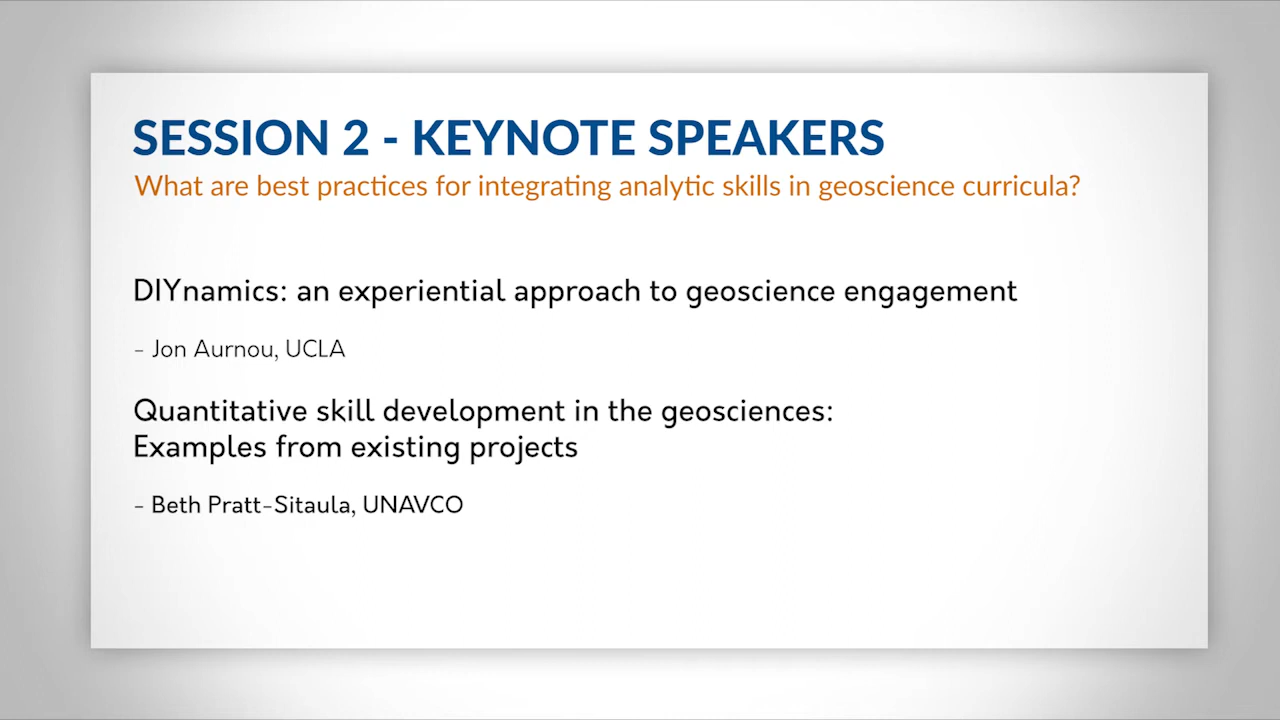 SESSION 2 - KEYNOTE SPEAKERS
What are best practices for integrating analytic skills in geoscience curricula?
DIYnamics: an experiential approach to geoscience engagement
- Jon Aurnou, UCLA
Quantitative skill development in the geosciences:
Examples from existing projects
- Beth Pratt-Sitaula, UNAVCO